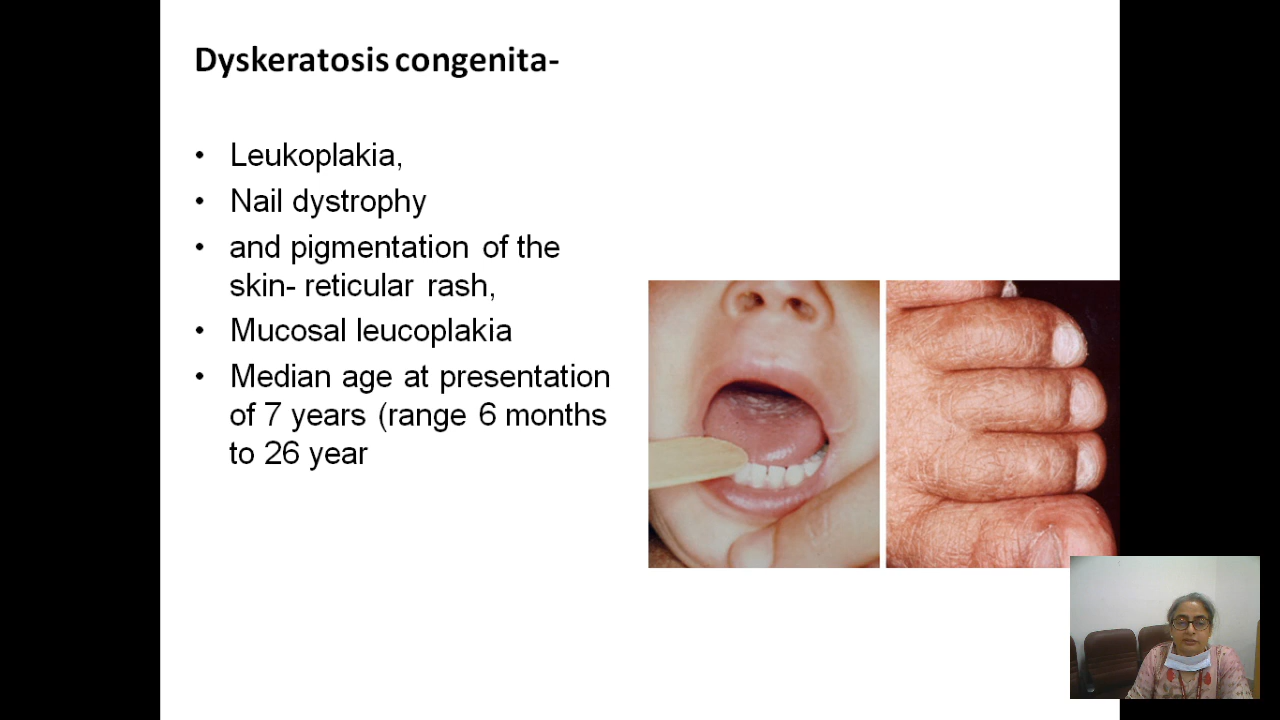 Dyskeratosis congenita-
• Leukoplakia,
• Nail dystrophy
• and pigmentation of the
skin- reticular rash,
• Mucosal leucoplakia
• Median age at presentation
of 7 years (range 6 months
to 26 year